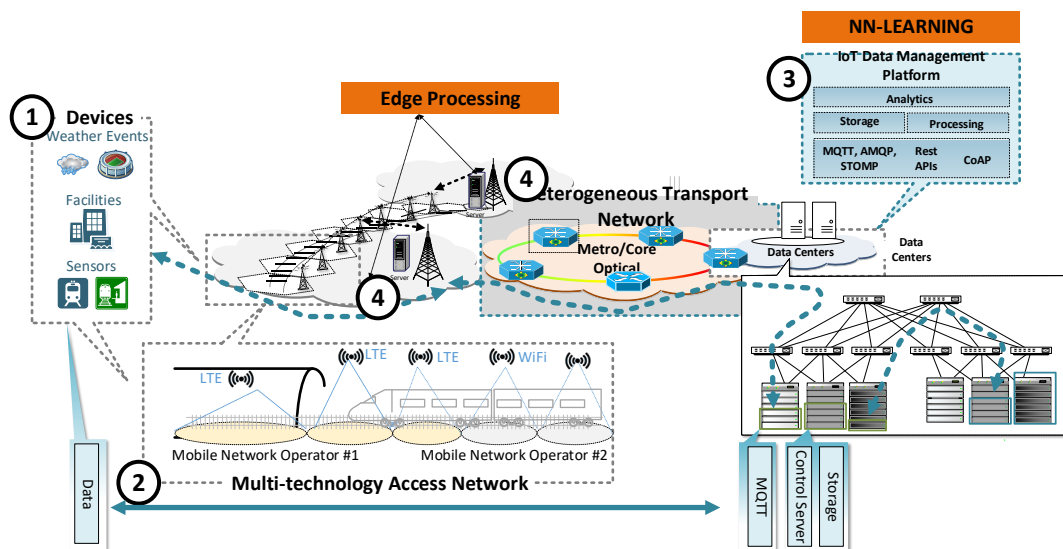 NN-LEARNING
IoT Data Management
Platform
3
Analytics
Storage
Processing
MQTT, AMQP,
STOMP
Rest
APIs
CoAP
Edge Processing
1
Devices
Weather Events
Facilities
Sensors
4
Server
Heterogeneous Transport
Network
Metro/Core
Optical
Server
4
Data Centers
Data
Centers
LTE
LTE
LTE
WiFi
Mobile Network Operator #1
Mobile Network Operator #2
2
Multi-technology Access Network
Data
MQTT
Control Server
Storage